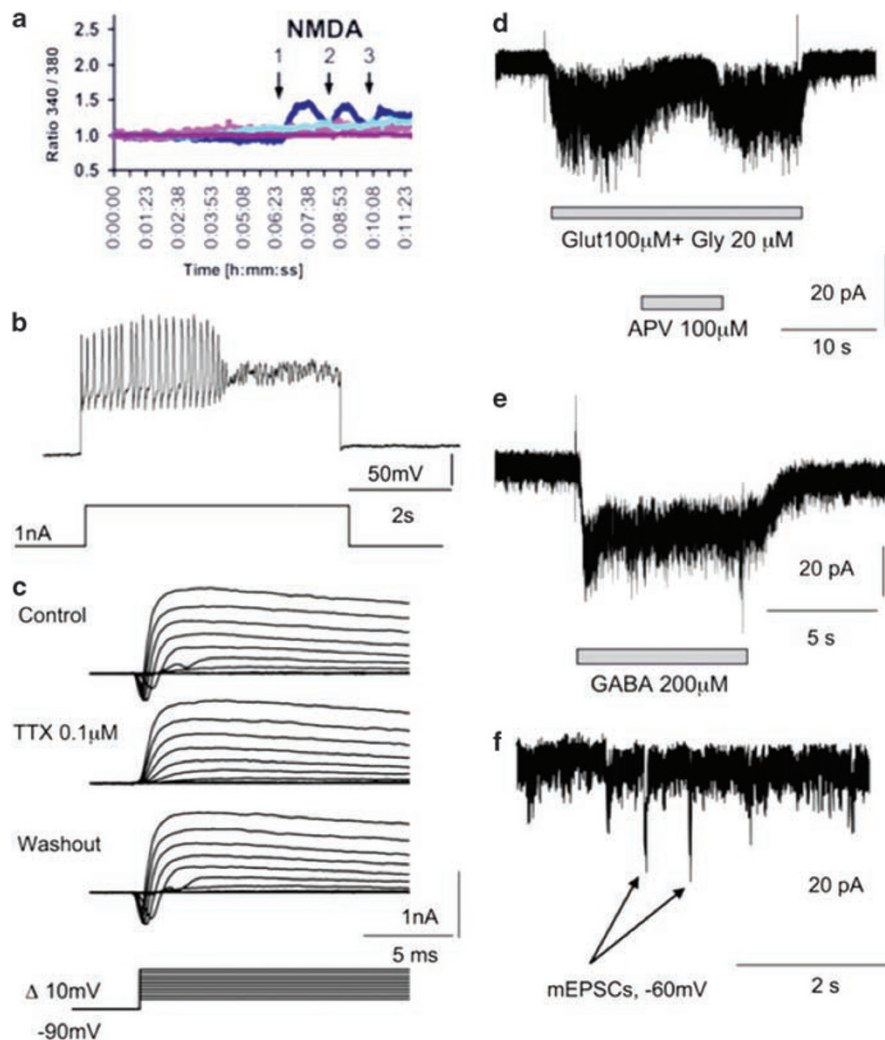 a
NMDA
1 2 3
Ratio 340 / 380
2.5
2.0
1.5
1.0
0.5
0:00:00
0:01:23
0:02:38
0:03:53
0:05:08
0:06:23
0:07:38
0:08:53
0:10:08
0:11:23
Time [h:mm:ss]
b
50mV
2s
1nA
c
Control
TTX 0.1μM
Washout
1nA
5 ms
Δ 10mV
-90mV
d
Glut100μM+ Gly 20 μM
APV 100μM
20 pA
10 s
e
20 pA
5 s
GABA 200μM
f
20 pA
mEPSCs, -60mV
2 s